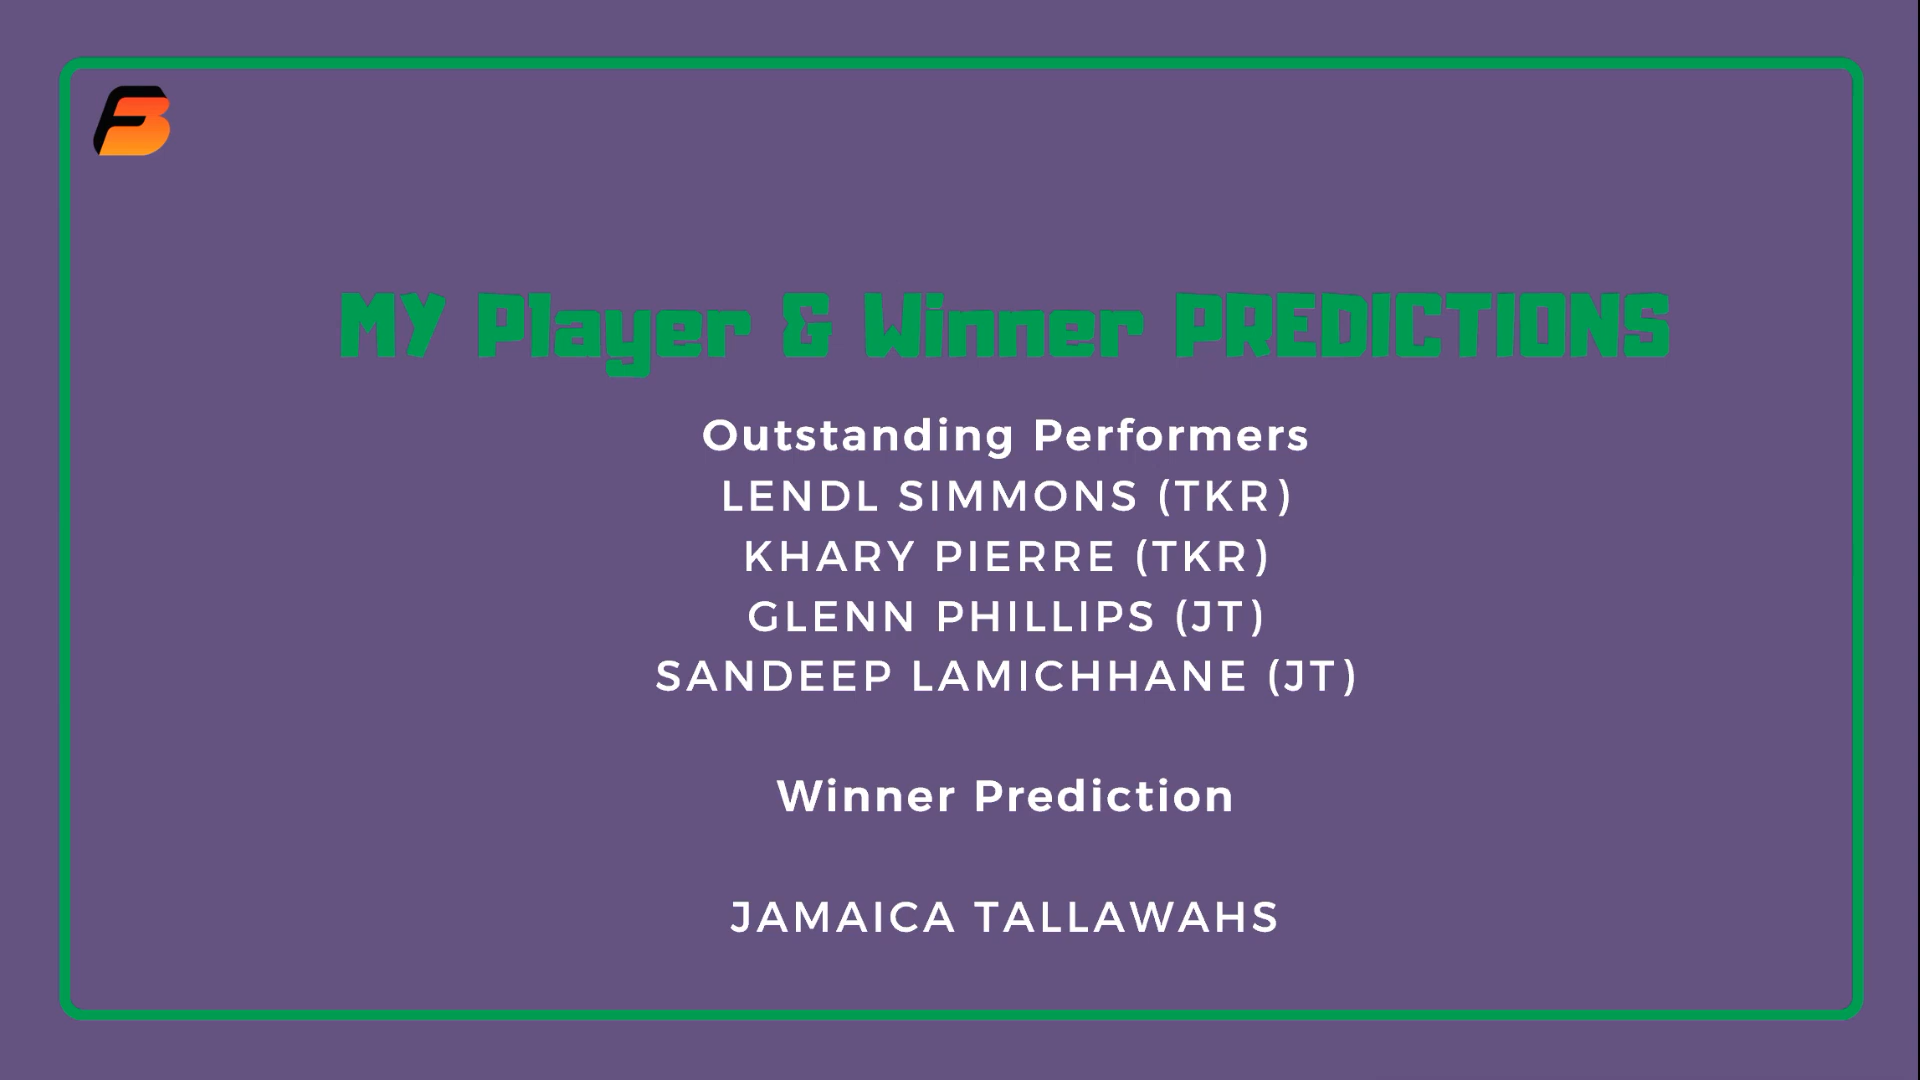 MY Player & Winner PREDICTIONS
Outstanding Performers
LENDL SIMMONS (TKR)
KHARY PIERRE (TKR)
GLENN PHILLIPS (JT)
SANDEEP LAMICHHANE (JT)
Winner Prediction
JAMAICA TALLAWAHS